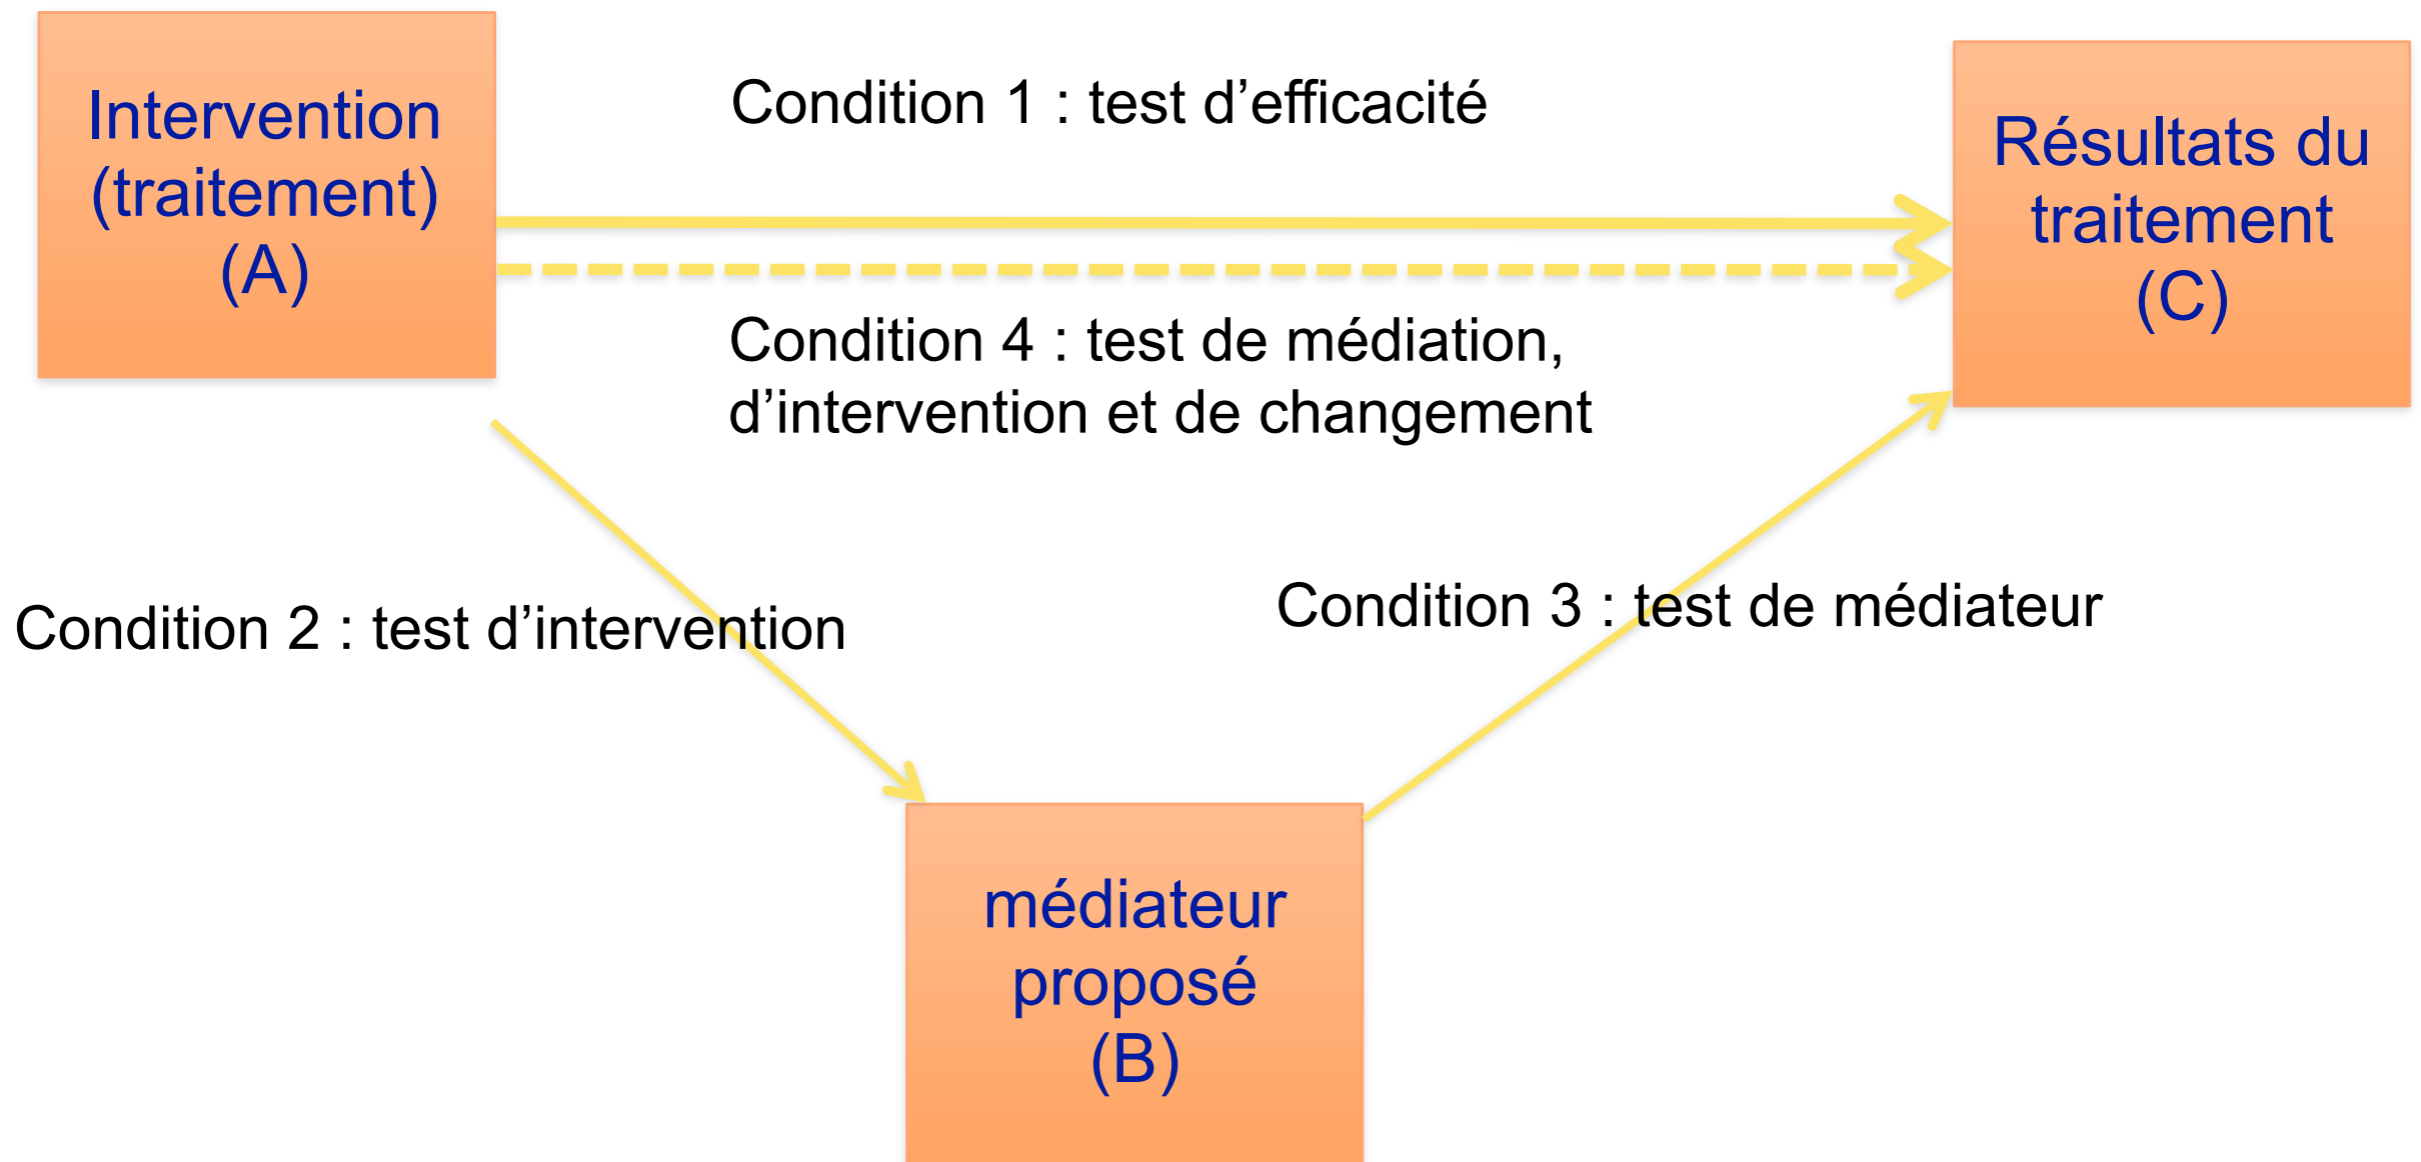 Intervention
(traitement)
(A)
Condition 1 : test d’efficacité
Résultats du
traitement
(C)
Condition 4 : test de médiation,
d’intervention et de changement
Condition 2 : test d’intervention
Condition 3 : test de médiateur
médiateur
proposé
(B)